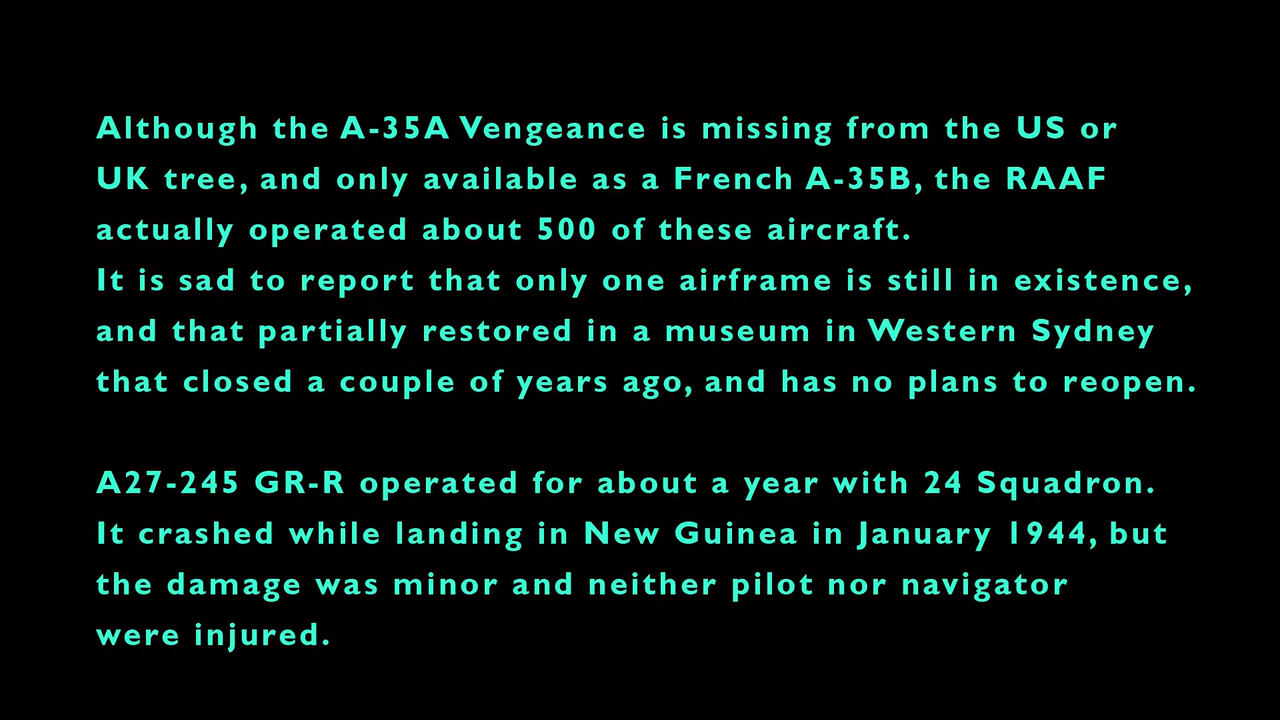 Although the A-35A Vengeance is missing from the US or
UK tree, and only available as a French A-35B, the RAAF
actually operated about 500 of these aircraft.
It is sad to report that only one airframe is still in existence,
and that partially restored in a museum in Western Sydney
that closed a couple of years ago, and has no plans to reopen.
A27-245 GR-R operated for about a year with 24 Squadron.
It crashed while landing in New Guinea in January 1944, but
the damage was minor and neither pilot nor navigator
were injured.